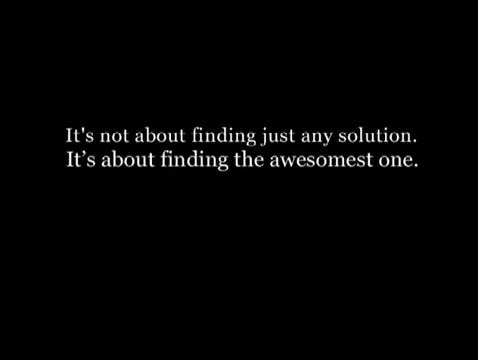 It's not about finding just any solution.
It’s about finding the awesomest one.